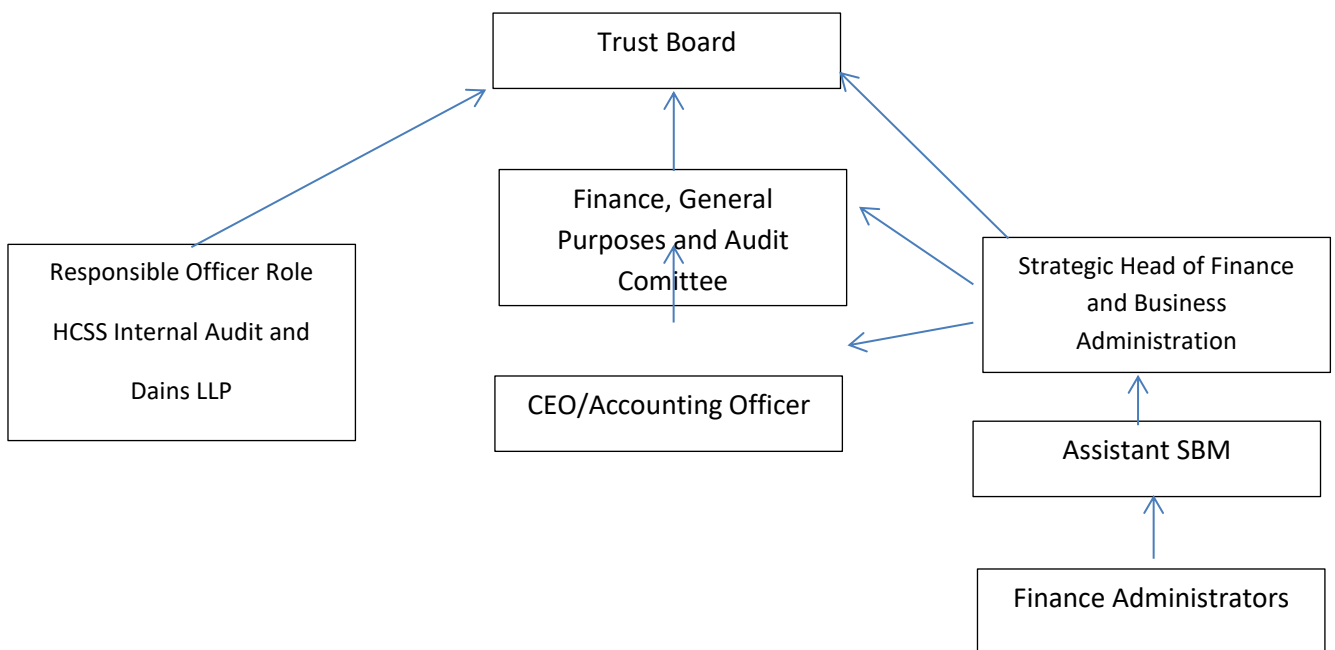 Trust Board
Finance, General
Purposes and Audit
Comittee
Responsible Officer Role
HCSS Internal Audit and
Dains LLP
Strategic Head of Finance
and Business
Administration
CEO/Accounting Officer
Assistant SBM
Finance Administrators